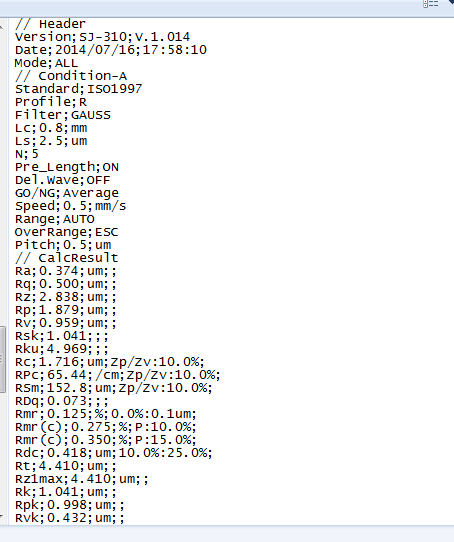 // Header
Version;SJ-310;V.1.014
Date;2014/07/16;17:58:10
Mode;ALL
// Condition-A
Standard;ISO1997
Profile;R
Filter;GAUSS
Lc;0.8;mm
Ls;2.5;um
N;5
Pre_Length;ON
Del.Wave;OFF
GO/NG;Average
Speed;0.5;mm/s
Range;AUTO
OverRange;ESC
Pitch;0.5;um
// CalcResult
Ra;0.374;um;;
Rq;0.500;um;;
Rz;2.838;um;;
Rp;1.879;um;;
Rv;0.959;um;;
Rsk;1.041;;;
Rku;4.969;;;
Rc;1.716;um;Zp/Zv:10.0%;
RPc;65.44;/cm;Zp/Zv:10.0%;
RSm;152.8;um;Zp/Zv:10.0%;
RDq;0.073;;;
Rmr;0.125;%;0.0%:0.1um;
Rmr(c);0.275;%;P:10.0%;
Rmr(c);0.350;%;P:15.0%;
Rdc;0.418;um;10.0%:25.0%;
Rt;4.410;um;;
Rz1max;4.410;um;;
Rk;1.041;um;;
Rpk;0.998;um;;
Rvk;0.432;um;;